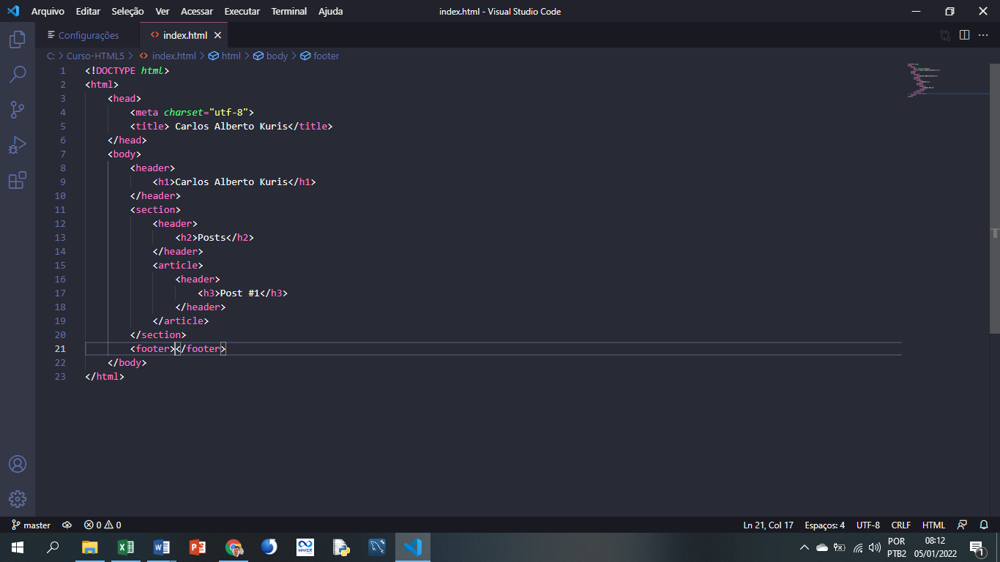 Arquivo Editar Seleção Ver Acessar Executar Terminal Ajuda index.html - Visual Studio Code
Configurações index.html
C: > Curso-HTML5 > index.html > html > body > footer
1 <!DOCTYPE html>
2 <html>
3     <head>
4         <meta charset="utf-8">
5         <title> Carlos Alberto Kuris</title>
6     </head>
7     <body>
8         <header>
9             <h1>Carlos Alberto Kuris</h1>
10         </header>
11         <section>
12             <header>
13                 <h2>Posts</h2>
14             </header>
15             <article>
16                 <header>
17                     <h3>Post #1</h3>
18                 </header>
19             </article>
20         </section>
21         <footer></footer>
22     </body>
23 </html>
master 0 0 Ln 21, Col 17 Espaços: 4 UTF-8 CRLF HTML
MAKER
POR 08:12
PTB2 05/01/2022 1